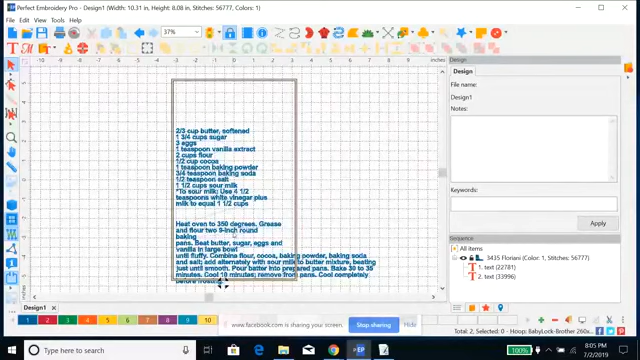 Perfect Embroidery Pro - Design1 (Width: 10.31 in, Height: 8.08 in, Stitches: 56777, Colors: 1)
File Edit View Tools Help
37%
inches
inches
2/3 cup butter, softened
1 3/4 cups sugar
3 eggs
1 teaspoon vanilla extract
2 cups flour
1/2 cup cocoa
1 teaspoon baking powder
3/4 teaspoon baking soda
1/2 teaspoon salt
1 1/2 cups sour milk
*To sour milk: Use 4 1/2
teaspoons white vinegar plus
milk to equal 1 1/2 cups
Heat oven to 350 degrees. Grease
and flour two 9-inch round
baking
pans. Beat butter, sugar, eggs and
vanilla in large bowl
until fluffy. Combine flour, cocoa, baking powder, baking soda
and salt; add alternately with sour milk to butter mixture, beating
just until smooth. Pour batter into prepared pans. Bake 30 to 35
minutes. Cool 10 minutes; remove from pans. Cool completely
before frosting.
Design
Design
File name:
Design1
Notes:
Keywords:
Apply
Sequence
All items
3435 Floriani (56777)
1. text (22781)
1. text (33996)
Design1
www.facebook.com is sharing your screen.
Stop sharing
Hide
Total: 2, Selected: 0 - Hoop: BabyLock-Brother 260x
Type here to search
100%
8:05 PM
7/2/2019